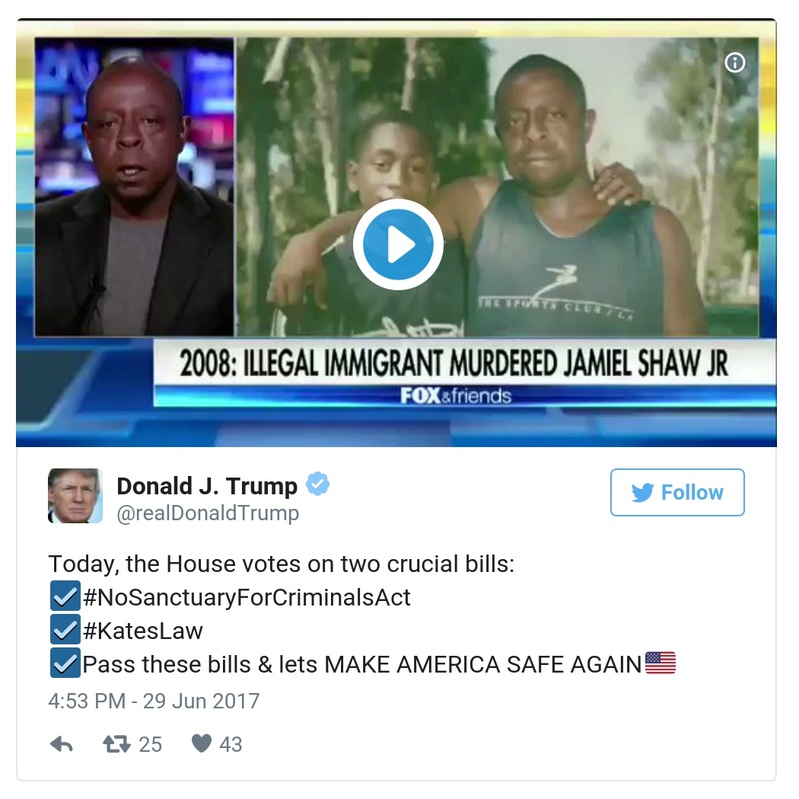 THE SPORTS CLUB / LA
2008: ILLEGAL IMMIGRANT MURDERED JAMIEL SHAW JR
FOX&friends
Donald J. Trump
@realDonaldTrump
Follow
Today, the House votes on two crucial bills:
#NoSanctuaryForCriminalsAct
#KatesLaw
Pass these bills & lets MAKE AMERICA SAFE AGAIN
4:53 PM - 29 Jun 2017
25 43